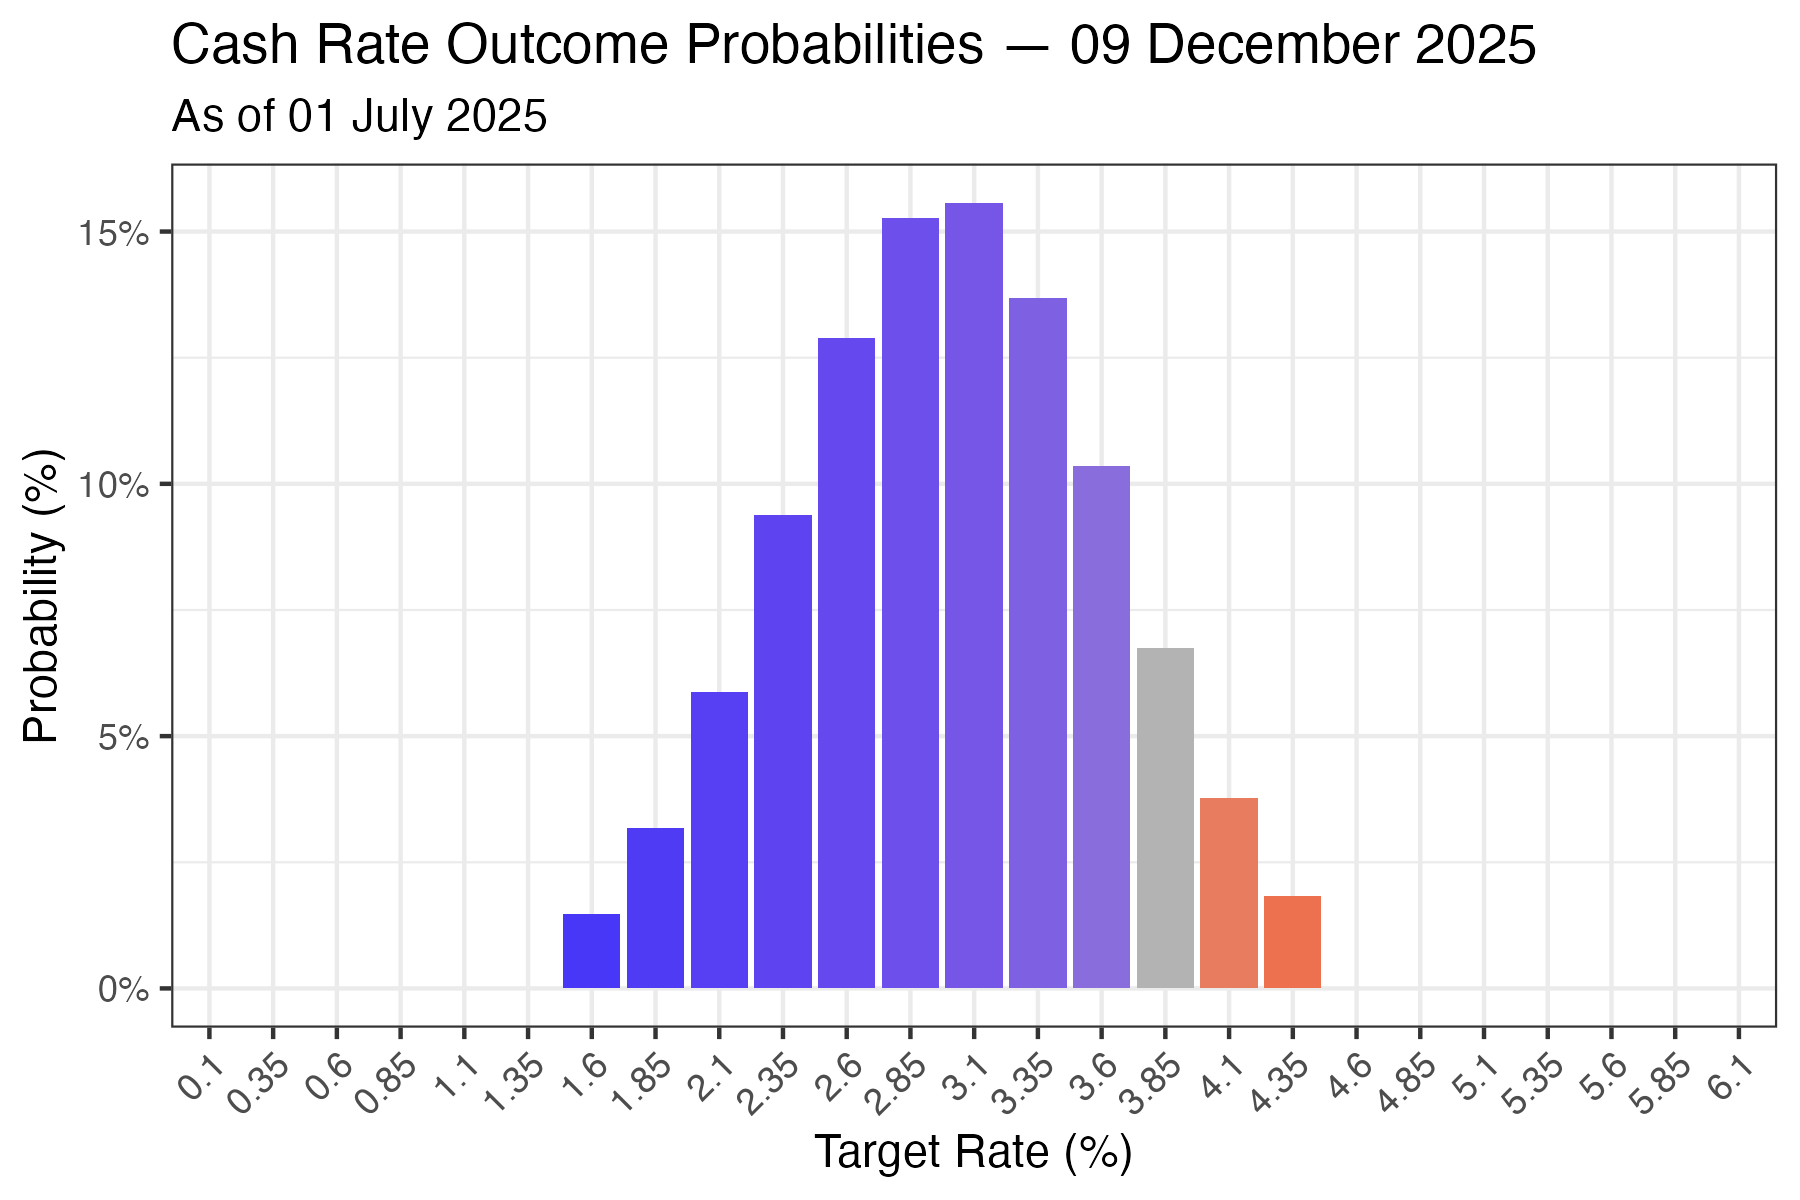 Cash Rate Outcome Probabilities — 09 December 2025
As of 01 July 2025
Probability (%)
15%
10%
5%
0%
0.1 0.35 0.6 0.85 1.1 1.35 1.6 1.85 2.1 2.35 2.6 2.85 3.1 3.35 3.6 3.85 4.1 4.35 4.6 4.85 5.1 5.35 5.6 5.85 6.1
Target Rate (%)